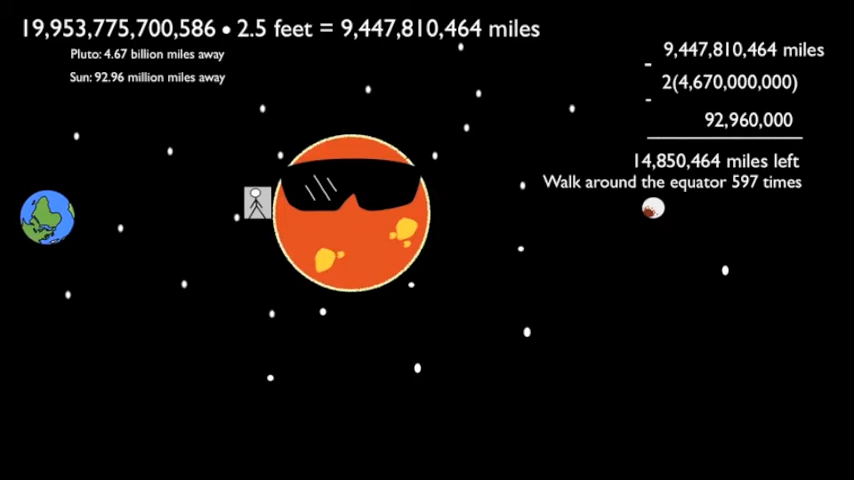 19,953,775,700,586 • 2.5 feet = 9,447,810,464 miles
Pluto: 4.67 billion miles away
Sun: 92.96 million miles away
9,447,810,464 miles
-
2(4,670,000,000)
-
92,960,000
14,850,464 miles left
Walk around the equator 597 times